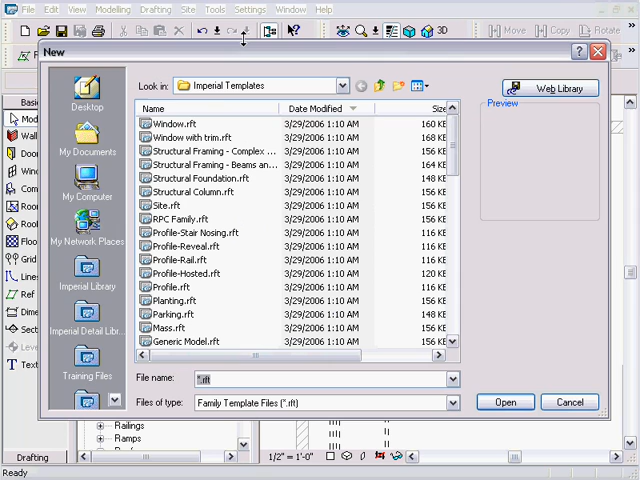 File Edit View Modelling Drafting Site Tools Settings Window Help
3D Move Copy Rotate
New
Look in: Imperial Templates
Web Library
Preview
Name Date Modified Size
Window.rft 3/29/2006 1:10 AM 160 KB
Window with trim.rft 3/29/2006 1:10 AM 168 KB
Structural Framing - Complex ... 3/29/2006 1:10 AM 156 KB
Structural Framing - Beams an... 3/29/2006 1:10 AM 164 KB
Structural Foundation.rft 3/29/2006 1:10 AM 148 KB
Structural Column.rft 3/29/2006 1:10 AM 156 KB
Site.rft 3/29/2006 1:10 AM 156 KB
RPC Family.rft 3/29/2006 1:10 AM 156 KB
Profile-Stair Nosing.rft 3/29/2006 1:10 AM 116 KB
Profile-Reveal.rft 3/29/2006 1:10 AM 116 KB
Profile-Rail.rft 3/29/2006 1:10 AM 116 KB
Profile-Hosted.rft 3/29/2006 1:10 AM 120 KB
Profile.rft 3/29/2006 1:10 AM 116 KB
Planting.rft 3/29/2006 1:10 AM 156 KB
Parking.rft 3/29/2006 1:10 AM 148 KB
Mass.rft 3/29/2006 1:10 AM 156 KB
Generic Model.rft 3/29/2006 1:10 AM 156 KB
Desktop
My Documents
My Computer
My Network Places
Imperial Library
Imperial Detail Libr...
Training Files
File name: *.rft
Files of type: Family Template Files (*.rft)
Open Cancel
Basi
Mod
Wall
Doo
Win
Com
Roo
Roo
Floo
Grid
Lines
Ref
Dime
Sect
Leve
Text
Drafting
Railings
Ramps
1/2" = 1'-0"
Ready